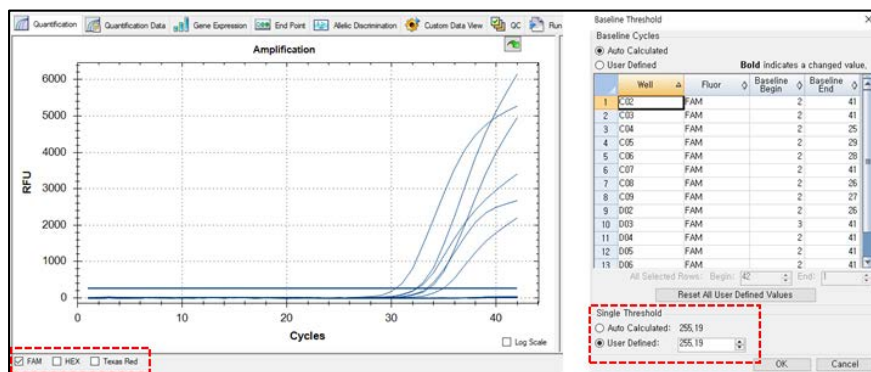 Quantification Quantification Data Gene Expression End Point Allelic Discrimination Custom Data View QC Run
Amplification
6000
5000
4000
3000
2000
1000
0
RFU
0 10 20 30 40
Cycles
Log Scale
FAM HEX Texas Red
Baseline Threshold
Baseline Cycles
Auto Calculated
User Defined Bold indicates a changed value.
Well Fluor Baseline Begin Baseline End
1 C02 FAM 2 41
2 C03 FAM 2 41
3 C04 FAM 2 25
4 C05 FAM 2 29
5 C06 FAM 2 28
6 C07 FAM 2 41
7 C08 FAM 2 26
8 C09 FAM 2 27
9 D02 FAM 2 26
10 D03 FAM 3 41
11 D04 FAM 2 41
12 D05 FAM 2 41
13 D06 FAM 2 41
All Selected Rows: Begin: 42 End: 1
Reset All User Defined Values
Single Threshold
Auto Calculated: 255,19
User Defined: 255,19
OK Cancel